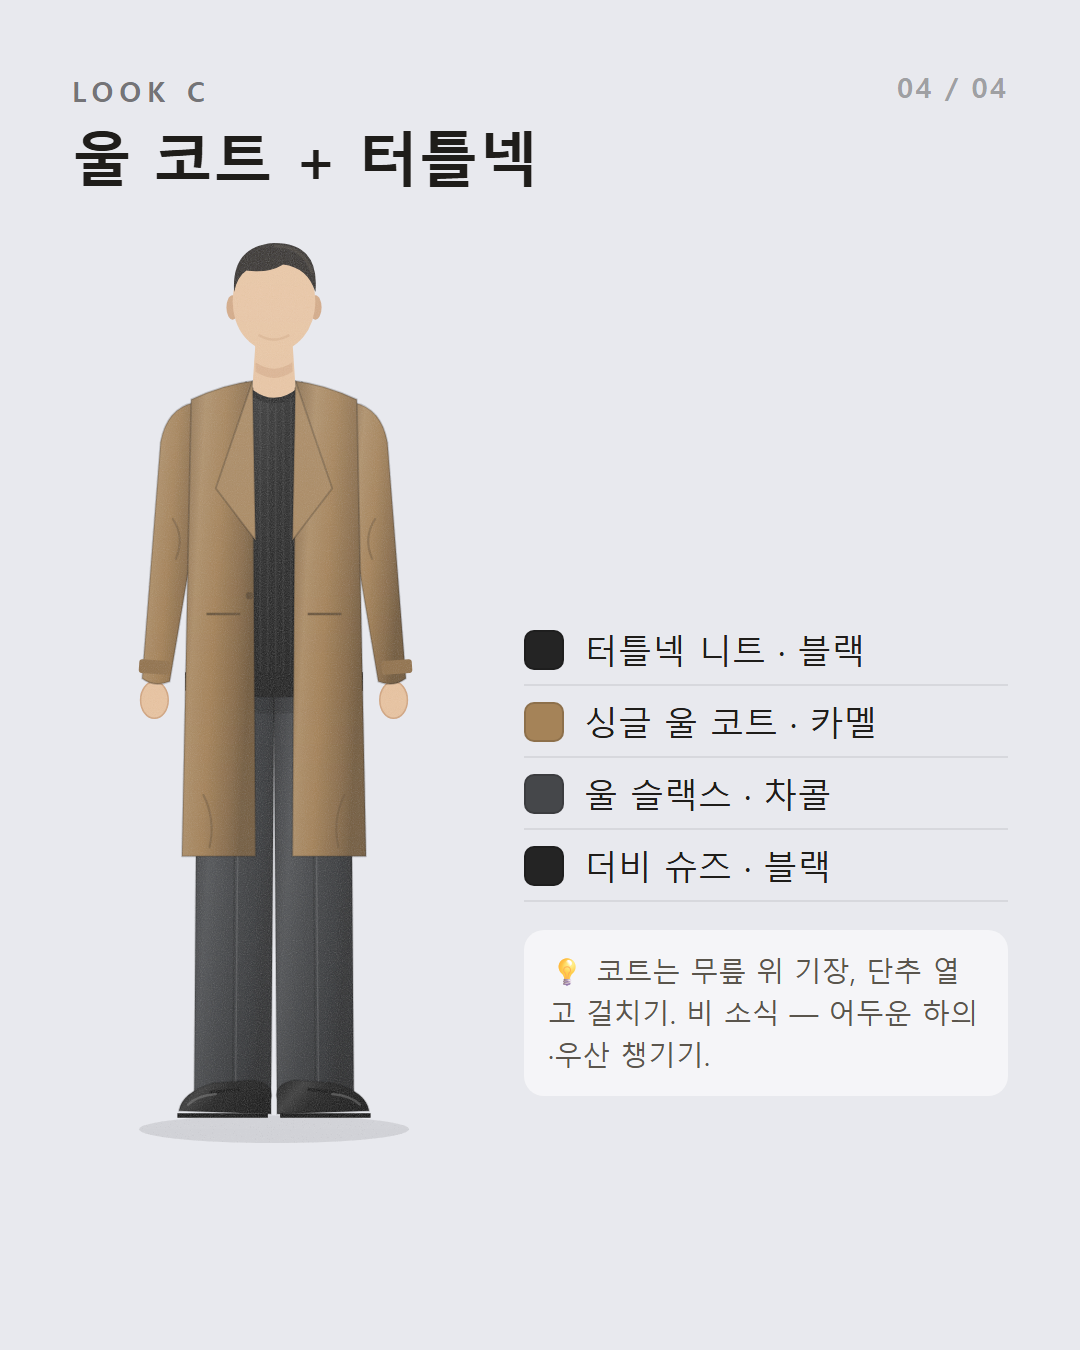 LOOK C
04 / 04
울 코트 + 터틀넥
터틀넥 니트 · 블랙
싱글 울 코트 · 카멜
울 슬랙스 · 차콜
더비 슈즈 · 블랙
💡 코트는 무릎 위 기장, 단추 열
고 걸치기. 비 소식 — 어두운 하의
·우산 챙기기.